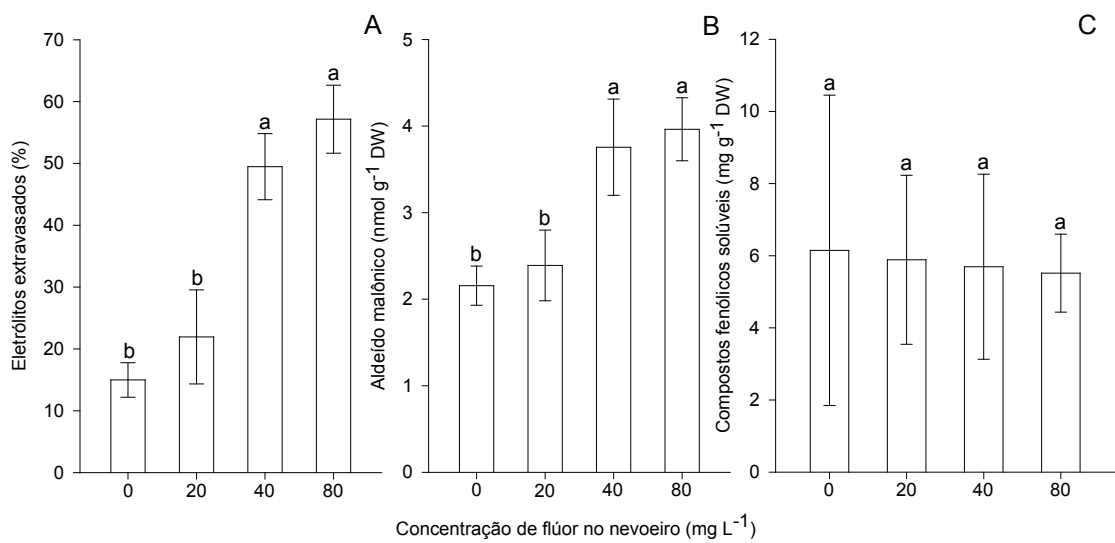 A
Eletrólitos extravasados (%)
70
60
50
40
30
20
10
0
b
b
a
a
0 20 40 80
B
Aldeído malônico (nmol g⁻¹ DW)
5
4
3
2
1
0
b
b
a
a
0 20 40 80
C
Compostos fenólicos solúveis (mg g⁻¹ DW)
12
10
8
6
4
2
0
a
a
a
a
0 20 40 80
Concentração de flúor no nevoeiro (mg L⁻¹)